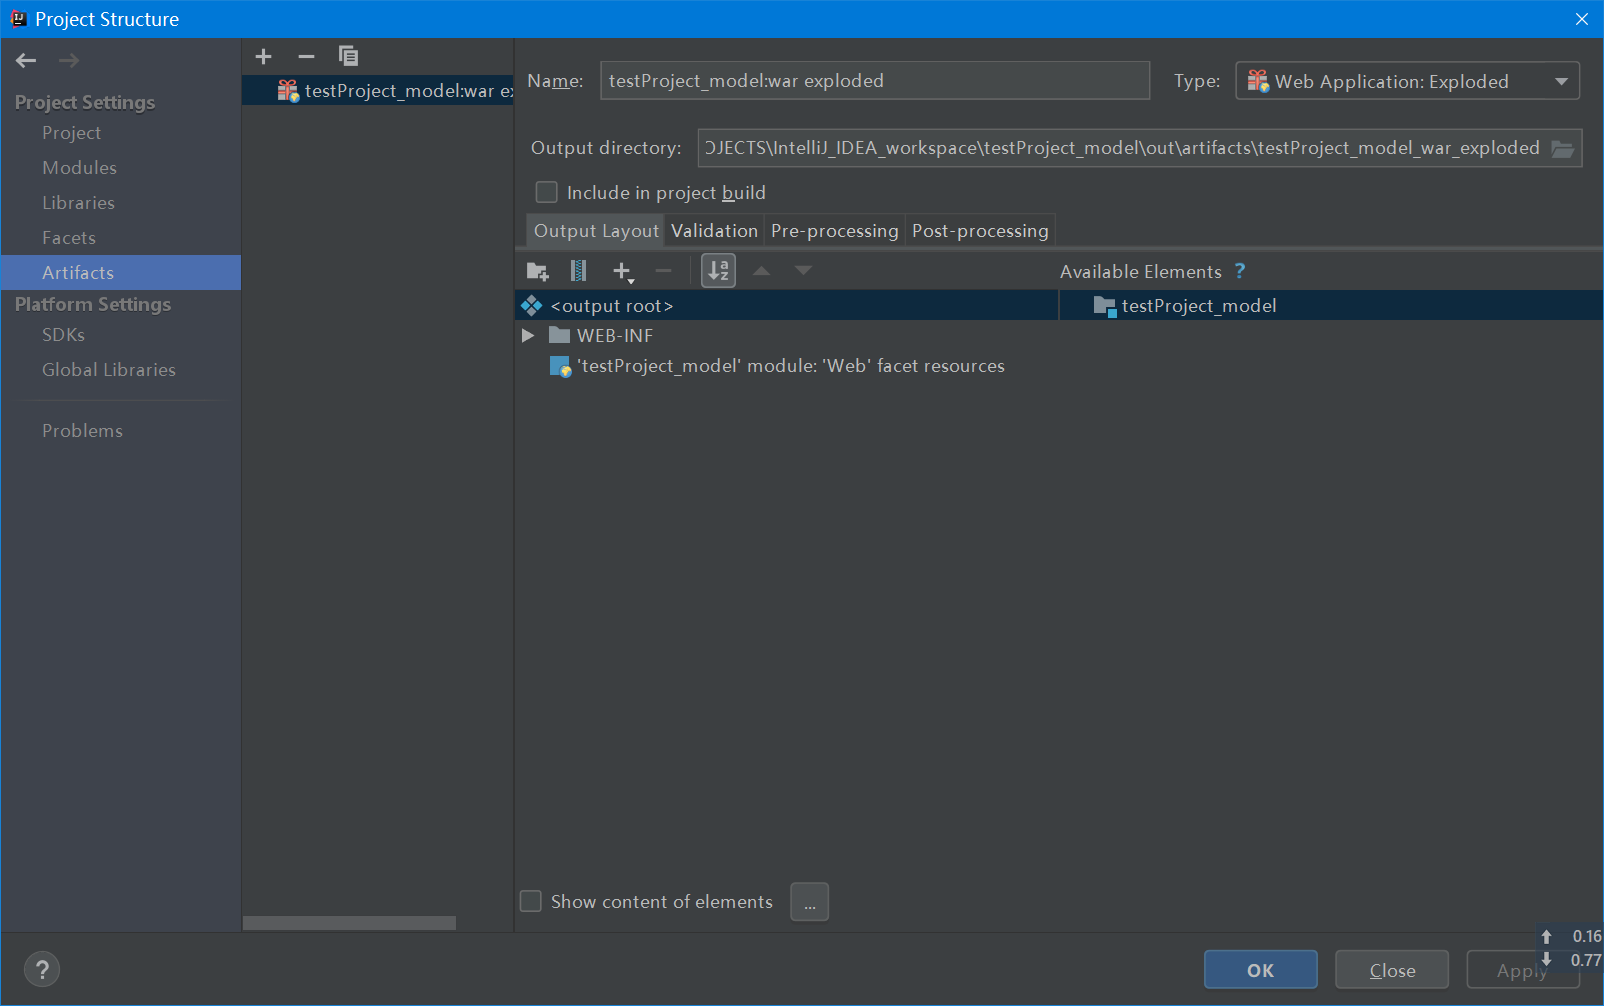 Project Structure
Project Settings
Project
Modules
Libraries
Facets
Artifacts
Platform Settings
SDKs
Global Libraries
Problems
testProject_model:war ex
Name: testProject_model:war exploded Type: Web Application: Exploded
Output directory: OJECTS\IntelliJ_IDEA_workspace\testProject_model\out\artifacts\testProject_model_war_exploded
Include in project build
Output Layout Validation Pre-processing Post-processing
Available Elements ?
<output root> testProject_model
WEB-INF
'testProject_model' module: 'Web' facet resources
Show content of elements ...
? OK Close Apply
0.16
0.77